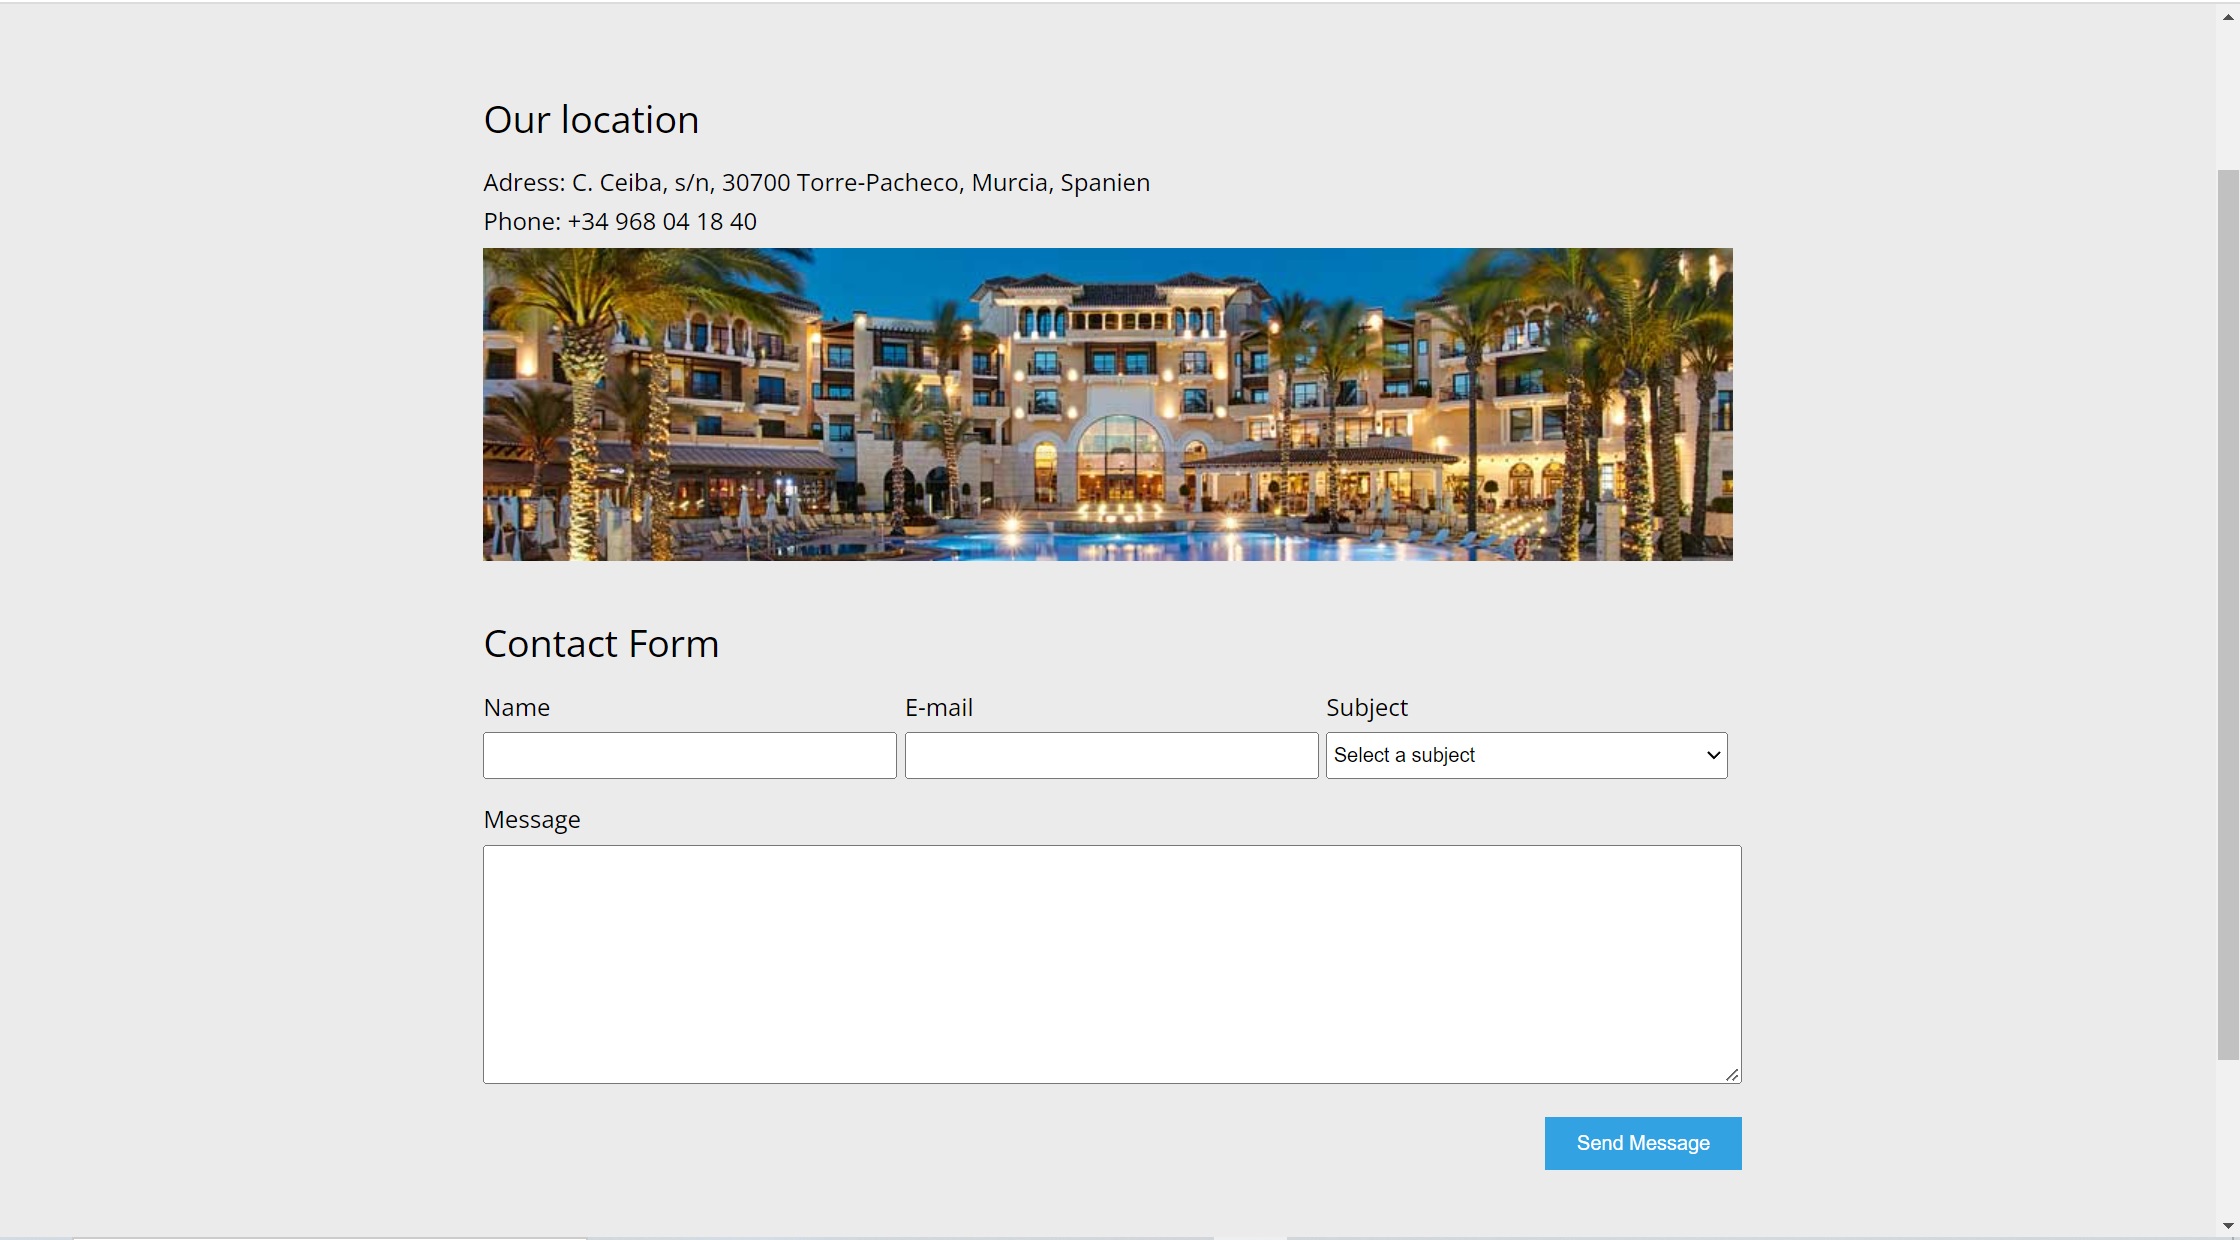 Our location
Adress: C. Ceiba, s/n, 30700 Torre-Pacheco, Murcia, Spanien
Phone: +34 968 04 18 40
Contact Form
Name E-mail Subject
Select a subject
Message
Send Message